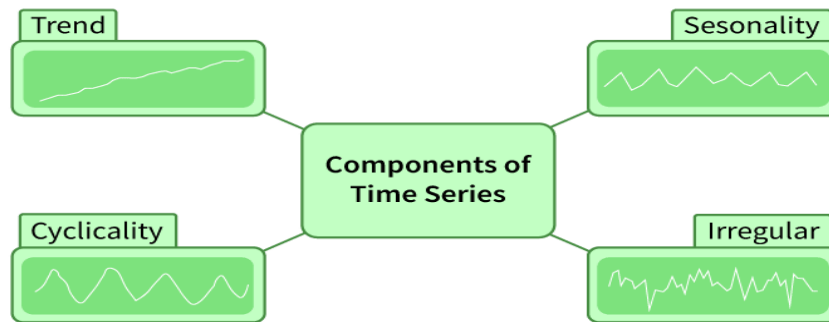 Trend
Sesonality
Components of
Time Series
Cyclicality
Irregular